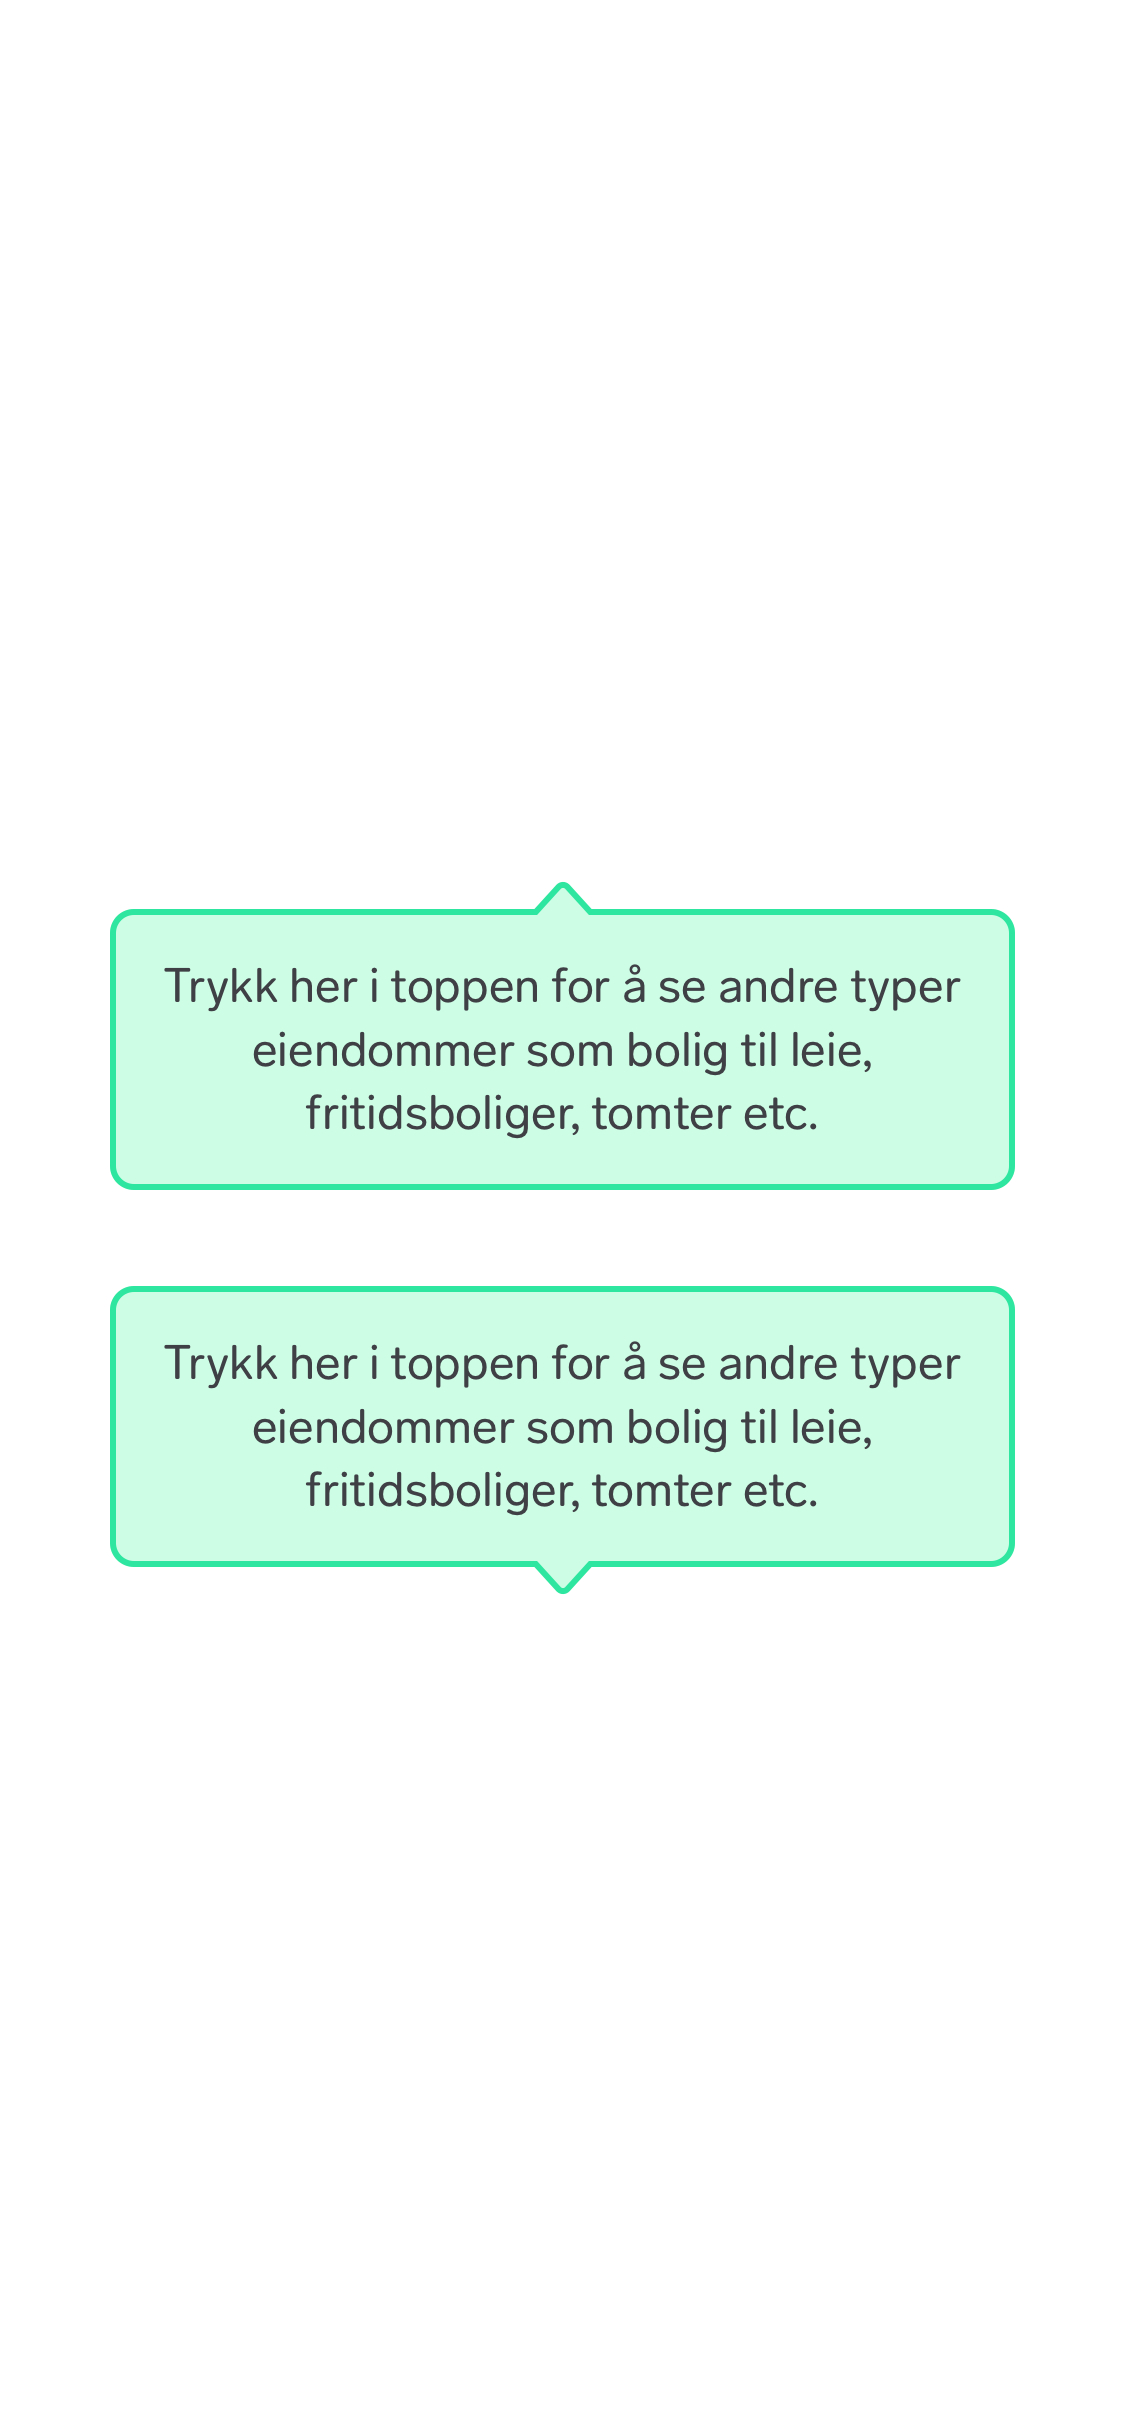 Trykk her i toppen for å se andre typer
eiendommer som bolig til leie,
fritidsboliger, tomter etc.
Trykk her i toppen for å se andre typer
eiendommer som bolig til leie,
fritidsboliger, tomter etc.